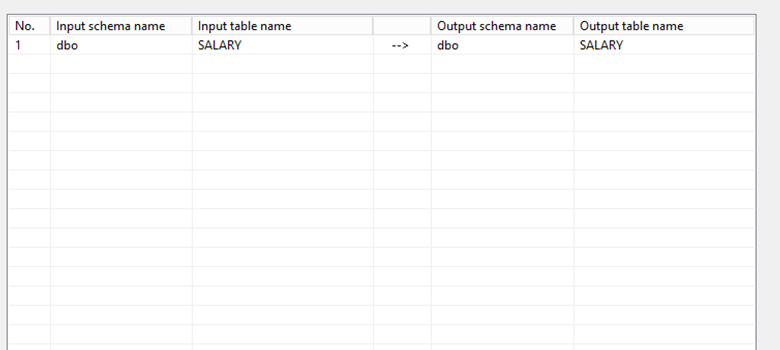 No. Input schema name Input table name Output schema name Output table name
1 dbo SALARY --> dbo SALARY